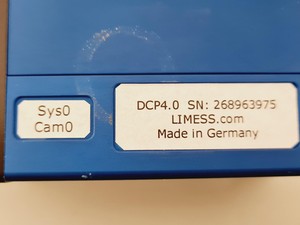 Sys0
Cam0
DCP4.0 SN: 268963975
LIMESS.com
Made in Germany